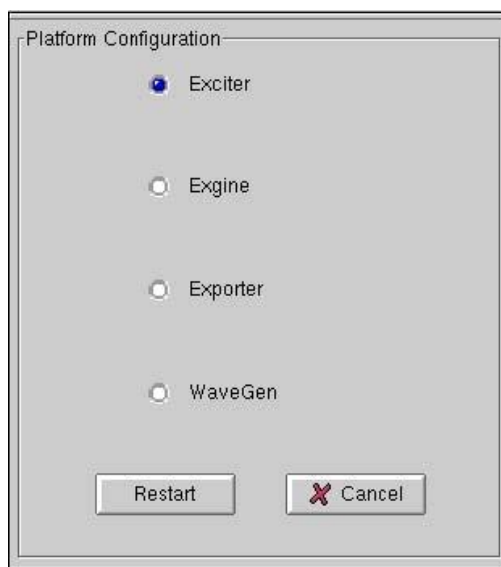 Platform Configuration
Exciter
Exgine
Exporter
WaveGen
Restart
Cancel